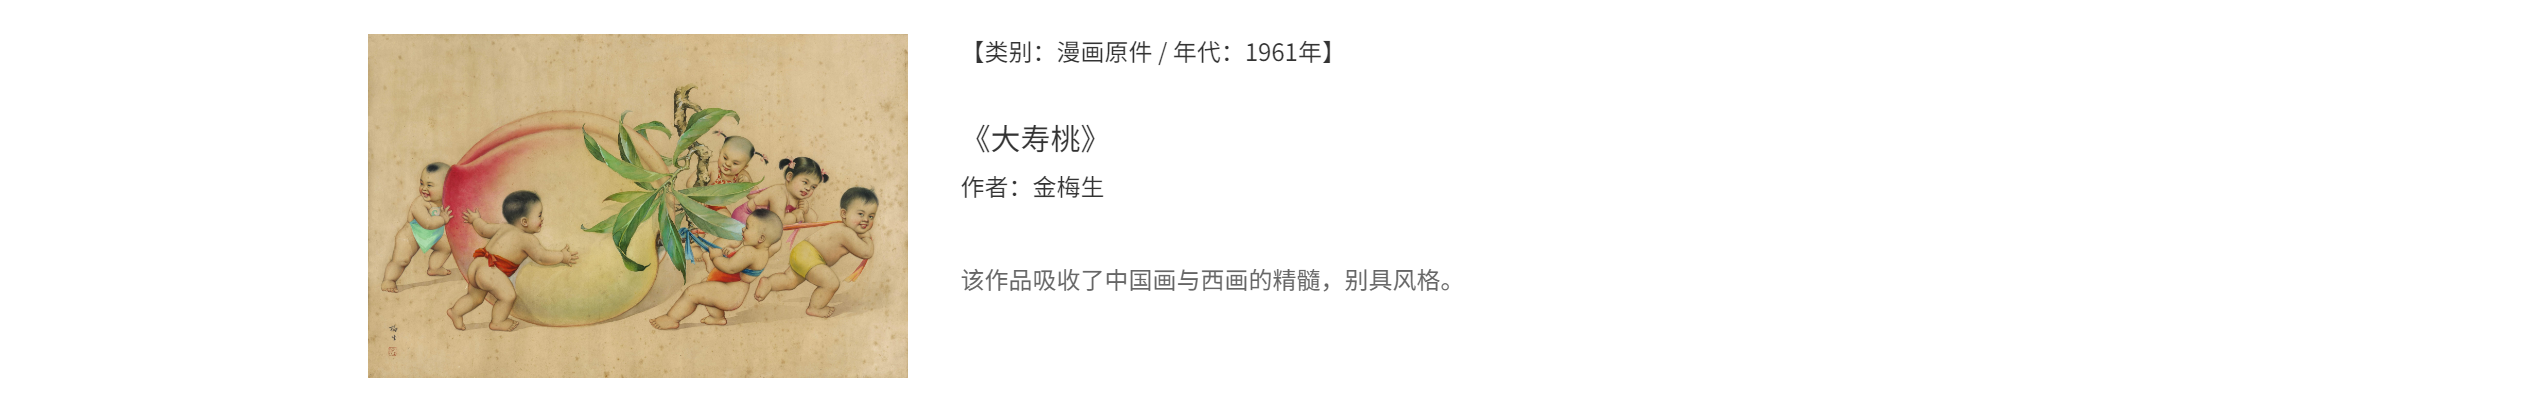 【类别：漫画原件 / 年代：1961年】
《大寿桃》
作者：金梅生
该作品吸收了中国画与西画的精髓，别具风格。
梅生